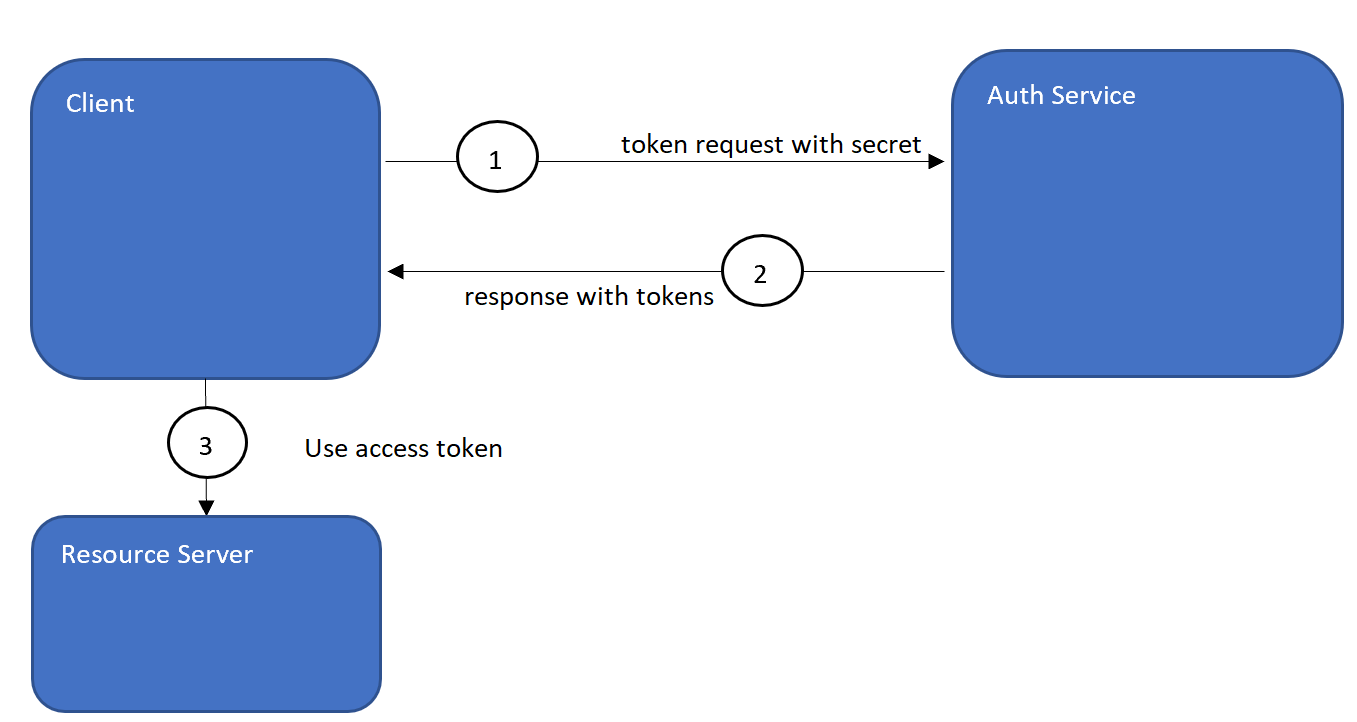 Client
Auth Service
1
token request with secret
2
response with tokens
3
Use access token
Resource Server